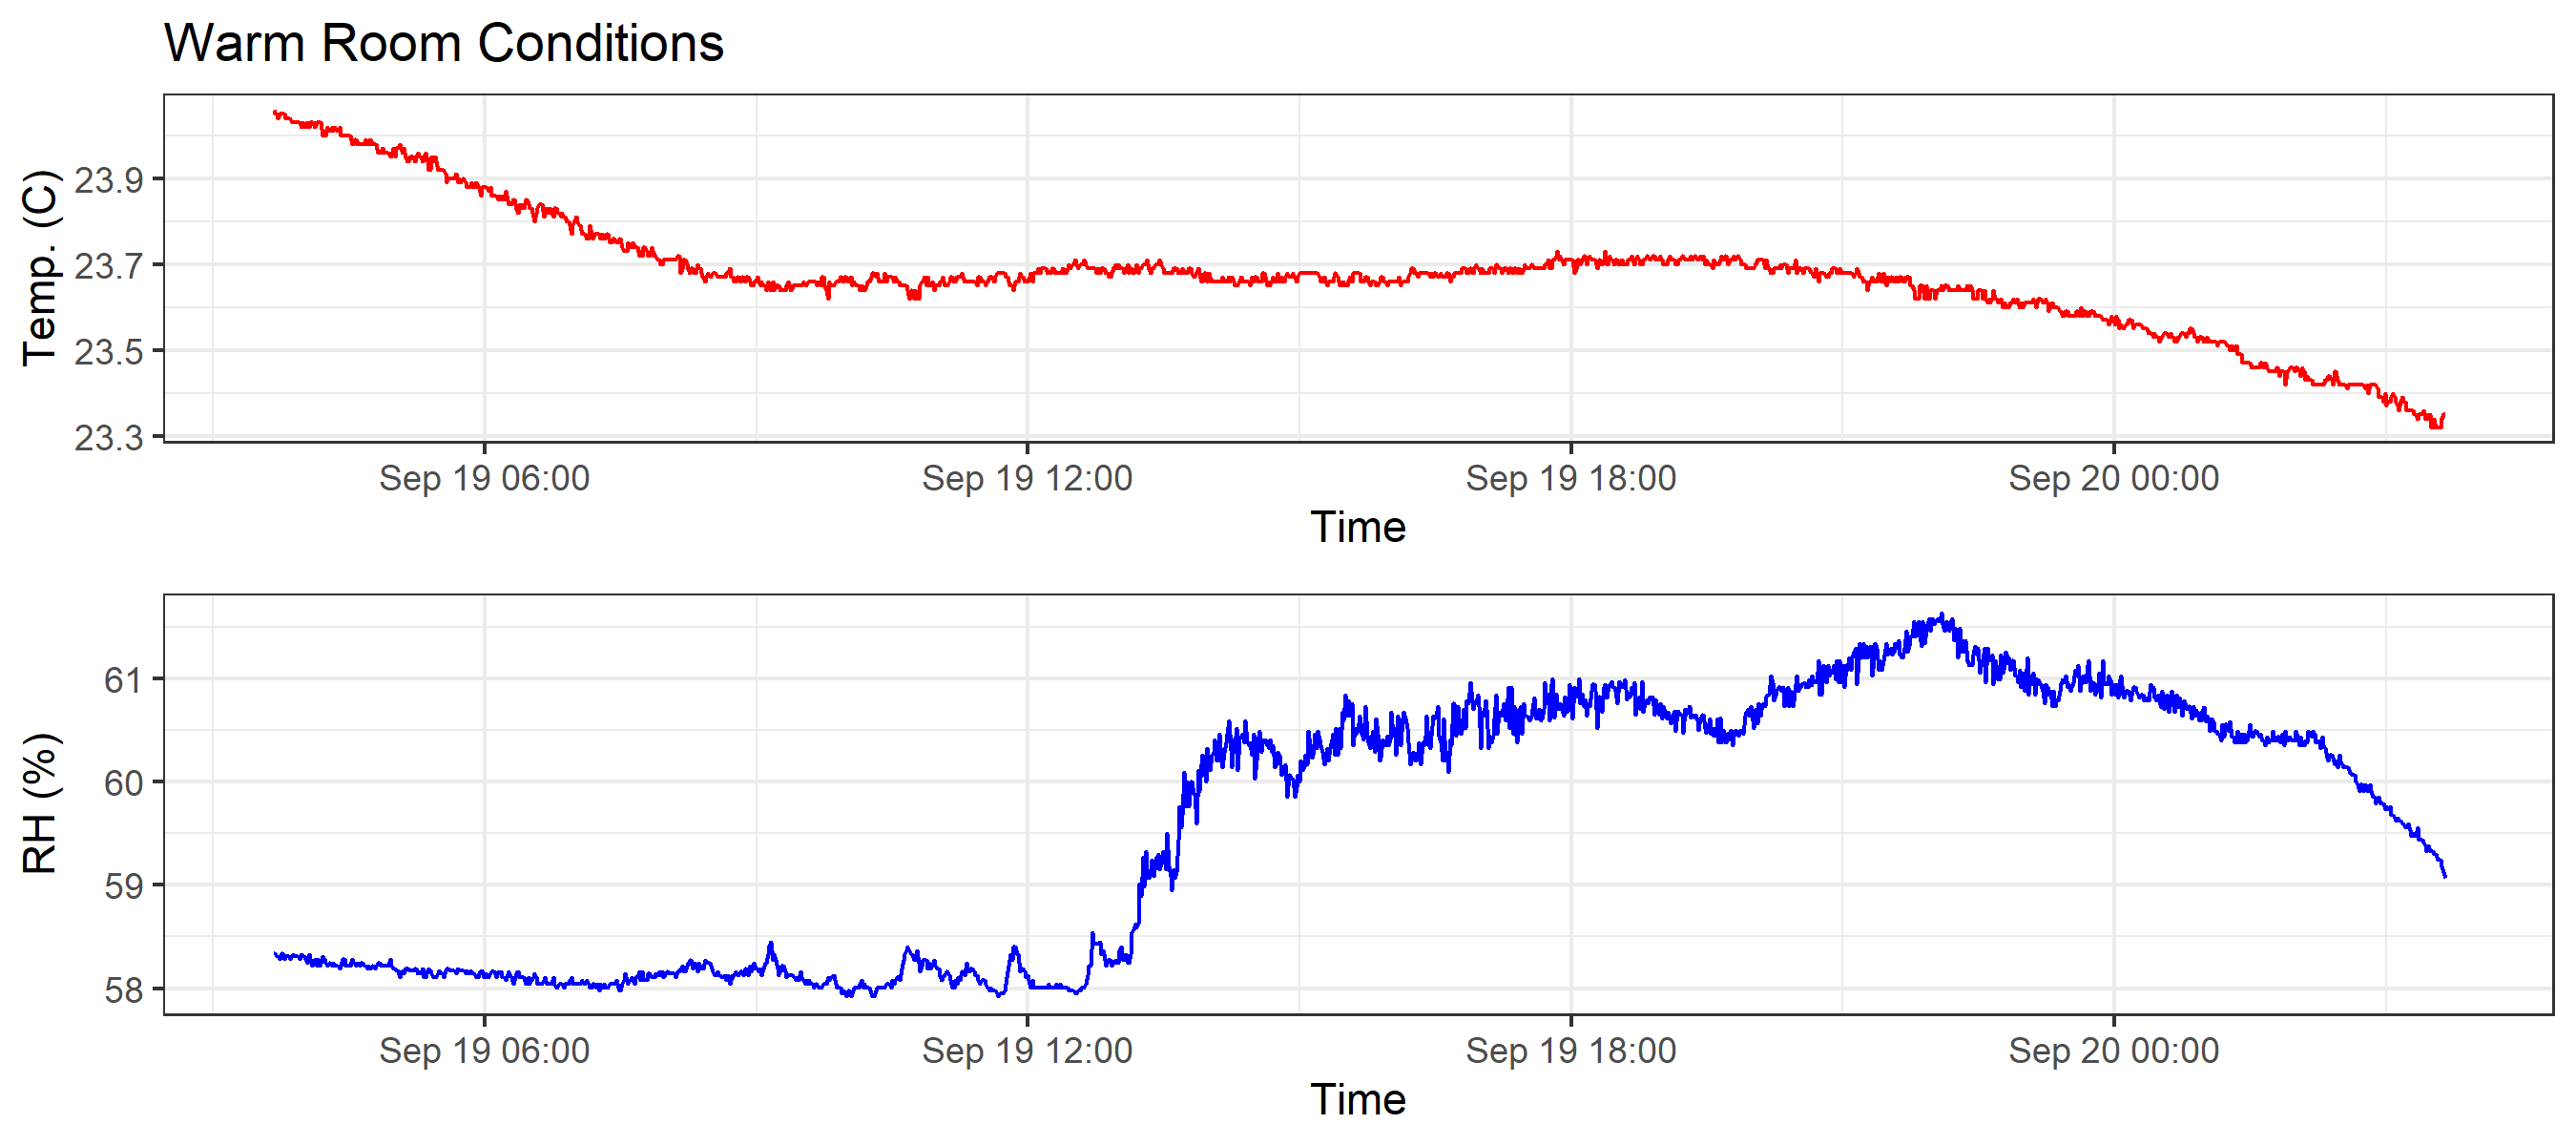 Warm Room Conditions
Temp. (C)
23.9
23.7
23.5
23.3
Sep 19 06:00 Sep 19 12:00 Sep 19 18:00 Sep 20 00:00
Time
RH (%)
61
60
59
58
Sep 19 06:00 Sep 19 12:00 Sep 19 18:00 Sep 20 00:00
Time